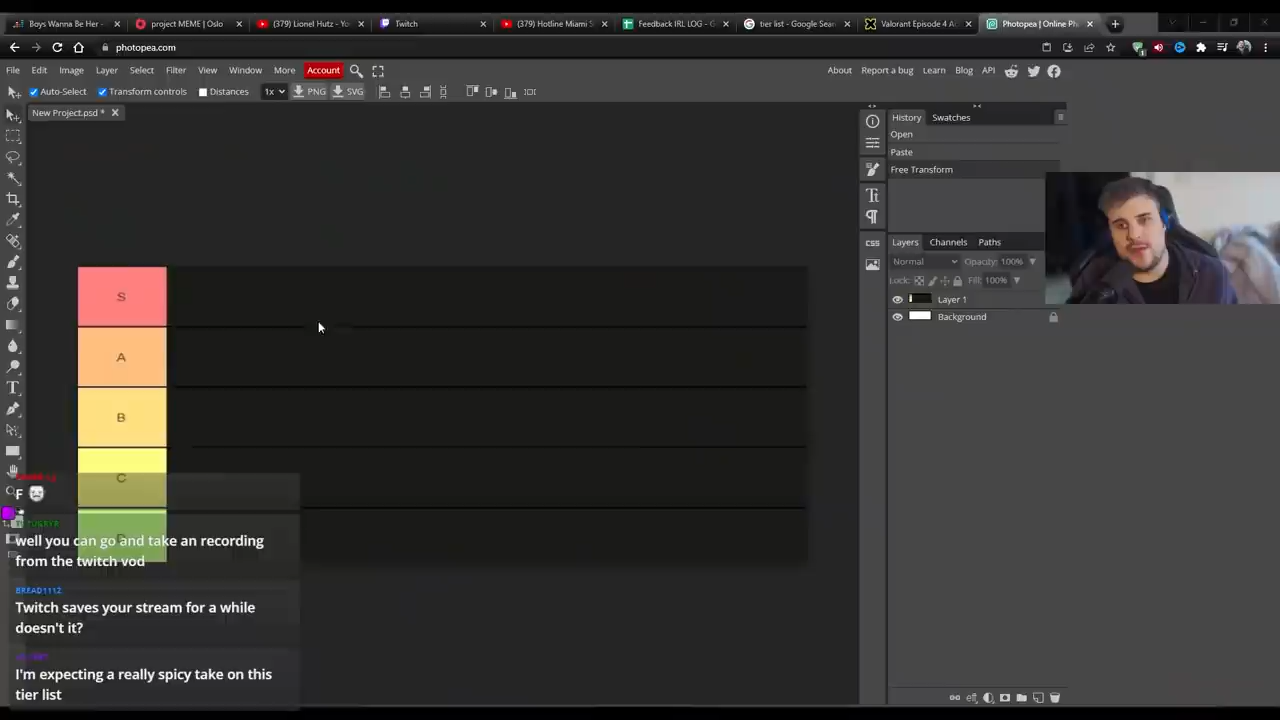 Boys Wanna Be Her -
project MEME | Oslo
(379) Lionel Hutz - Yo
Twitch
(379) Hotline Miami S
Feedback IRL LOG - G
tier list - Google Sear
Valorant Episode 4 Ac
Photopea | Online Ph
photopea.com
File Edit Image Layer Select Filter View Window More Account
About Report a bug Learn Blog API
Auto-Select Transform controls Distances 1x PNG SVG
New Project.psd *
History Swatches
Open
Paste
Free Transform
CSS
Layers Channels Paths
Normal Opacity: 100%
Lock: Fill: 100%
Layer 1
Background
S
A
B
C
F
well you can go and take an recording
from the twitch vod
BREAD1112
Twitch saves your stream for a while
doesn't it?
I'm expecting a really spicy take on this
tier list
eff